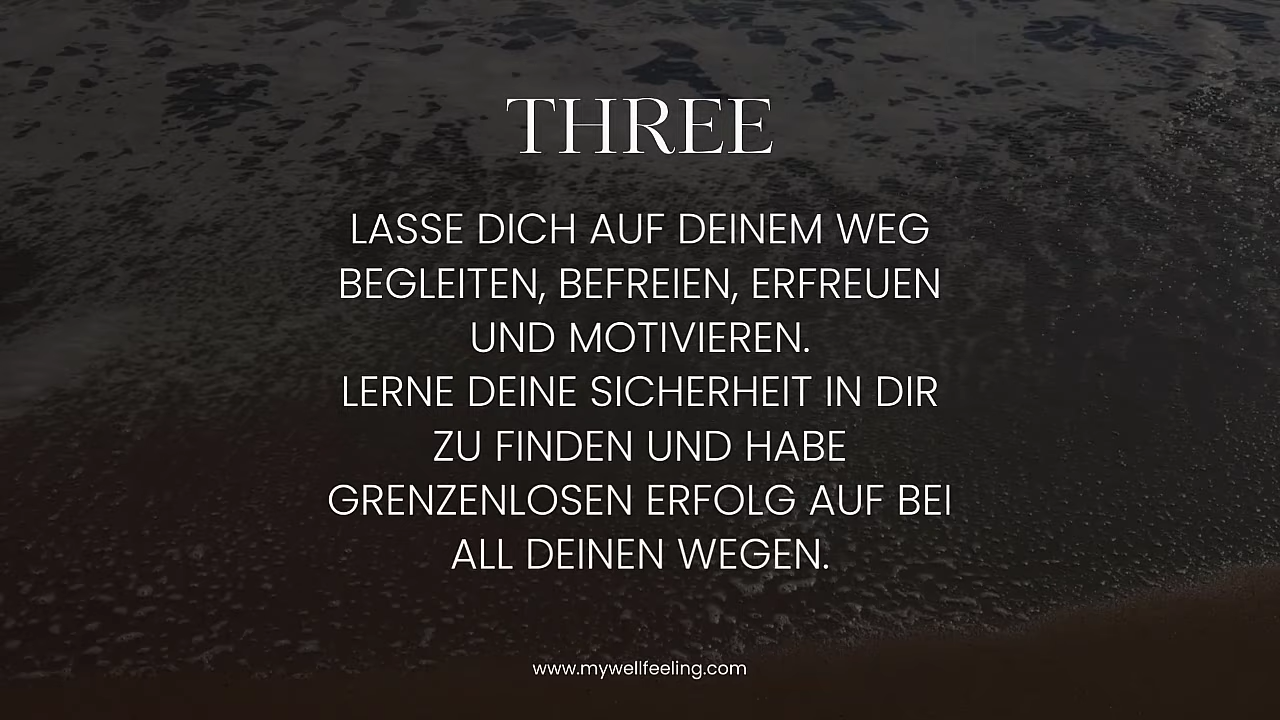 THREE
LASSE DICH AUF DEINEM WEG
BEGLEITEN, BEFREIEN, ERFREUEN
UND MOTIVIEREN.
LERNE DEINE SICHERHEIT IN DIR
ZU FINDEN UND HABE
GRENZENLOSEN ERFOLG AUF BEI
ALL DEINEN WEGEN.
www.mywellfeeling.com